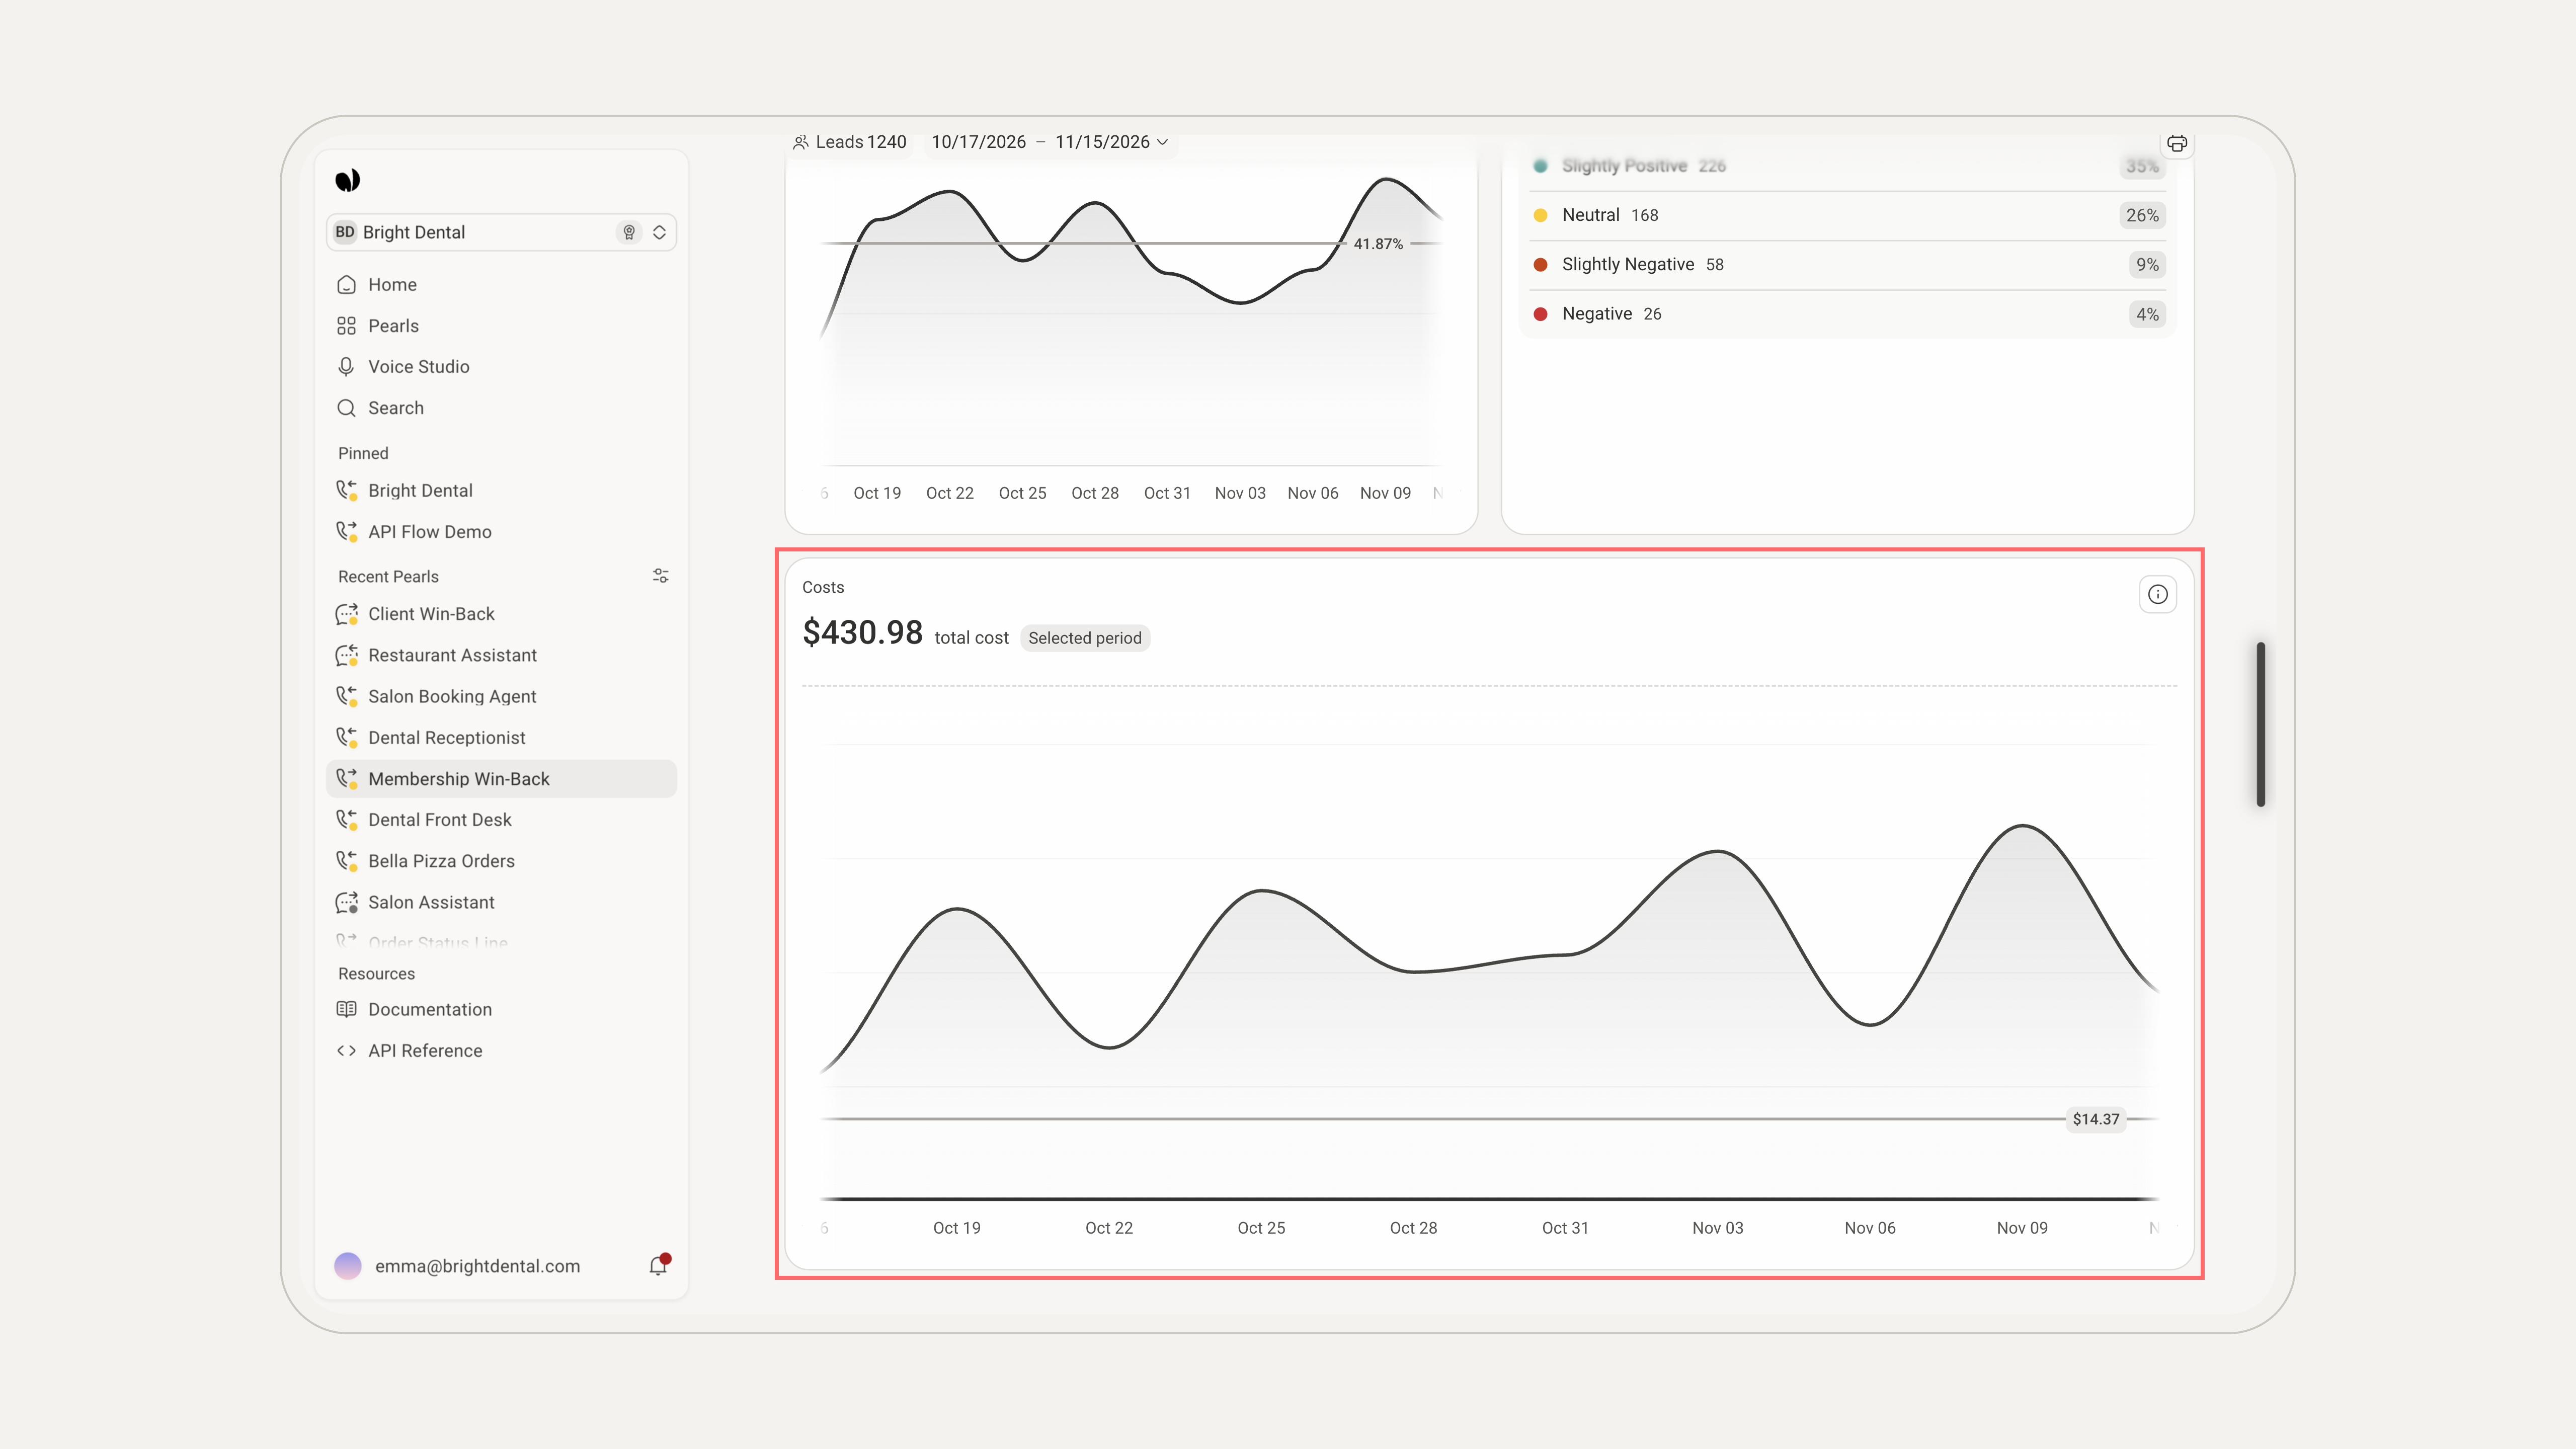 BD Bright Dental
Home
Pearls
Voice Studio
Search
Pinned
Bright Dental
API Flow Demo
Recent Pearls
Client Win-Back
Restaurant Assistant
Salon Booking Agent
Dental Receptionist
Membership Win-Back
Dental Front Desk
Bella Pizza Orders
Salon Assistant
Order Status Line
Resources
Documentation
API Reference
emma@brightdental.com
Leads 1240 10/17/2026 – 11/15/2026
41.87%
6 Oct 19 Oct 22 Oct 25 Oct 28 Oct 31 Nov 03 Nov 06 Nov 09 N
Slightly Positive 226 35%
Neutral 168 26%
Slightly Negative 58 9%
Negative 26 4%
Costs
$430.98 total cost Selected period
$14.37
6 Oct 19 Oct 22 Oct 25 Oct 28 Oct 31 Nov 03 Nov 06 Nov 09 N